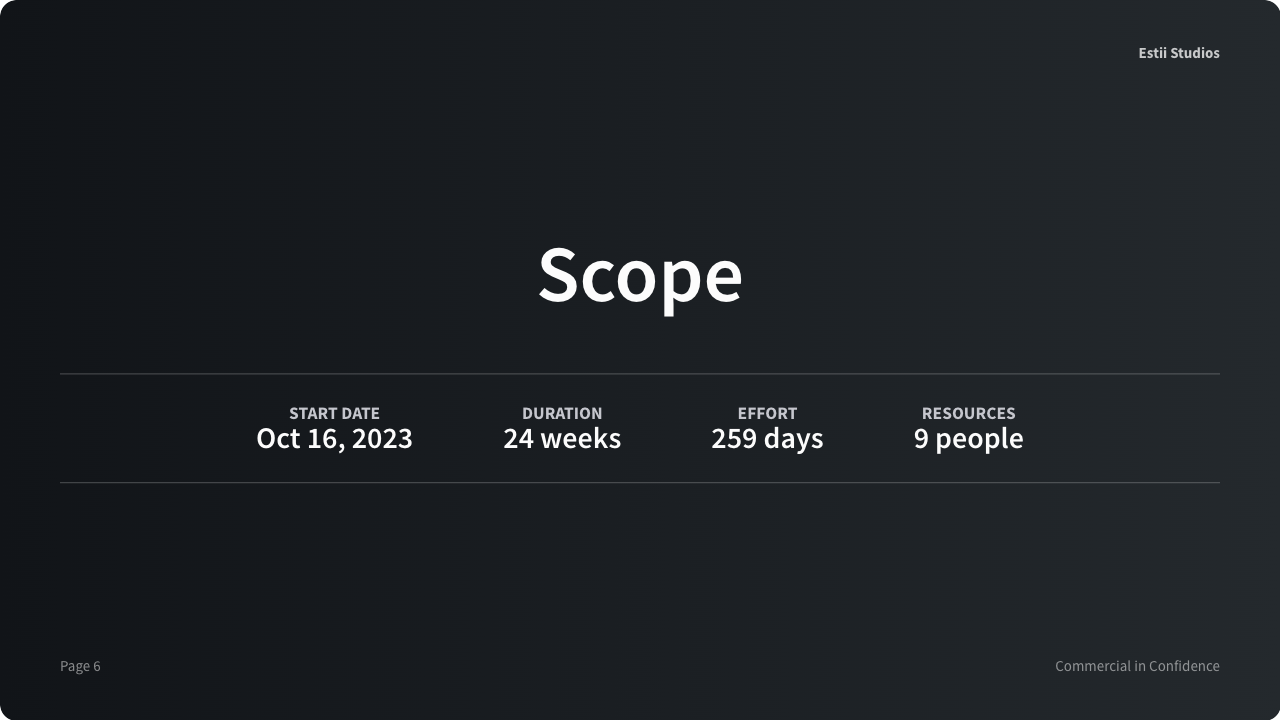 Estii Studios
Scope
START DATE DURATION EFFORT RESOURCES
Oct 16, 2023 24 weeks 259 days 9 people
Page 6 Commercial in Confidence